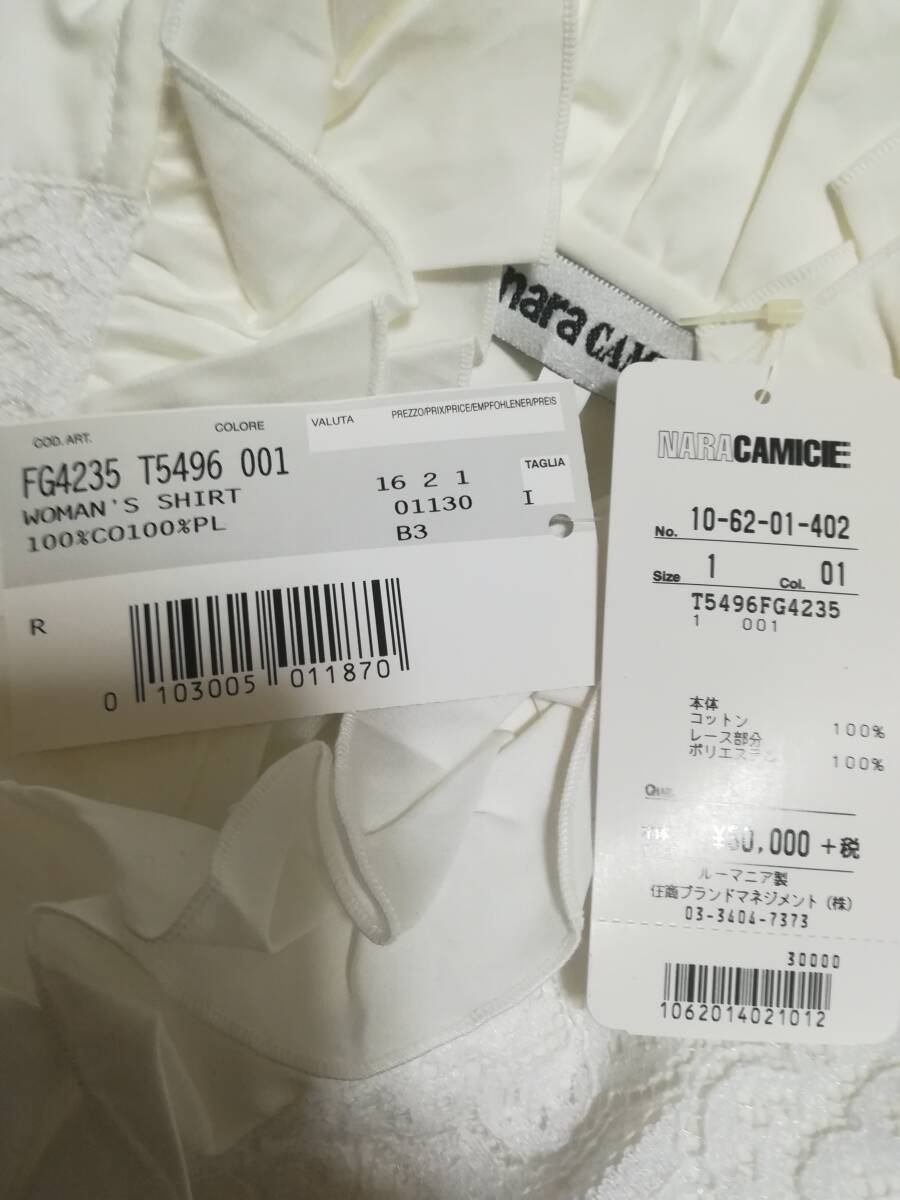 nara CAM
COD. ART.
COLORE
VALUTA
PREZZO/PRIX/PRICE/EMPFOHLENER/PREIS
FG4235 T5496 001
WOMAN'S SHIRT
100%CO100%PL
16 2 1
01130
B3
TAGLIA
I
R
0 103005 011870
NARACAMICIE
No. 10-62-01-402
Size 1 Col. 01
T5496FG4235
1 001
本体
コットン 100%
レース部分
ポリエステル 100%
¥30,000 +税
ルーマニア製
住商ブランドマネジメント(株)
03-3404-7373
30000
1062014021012